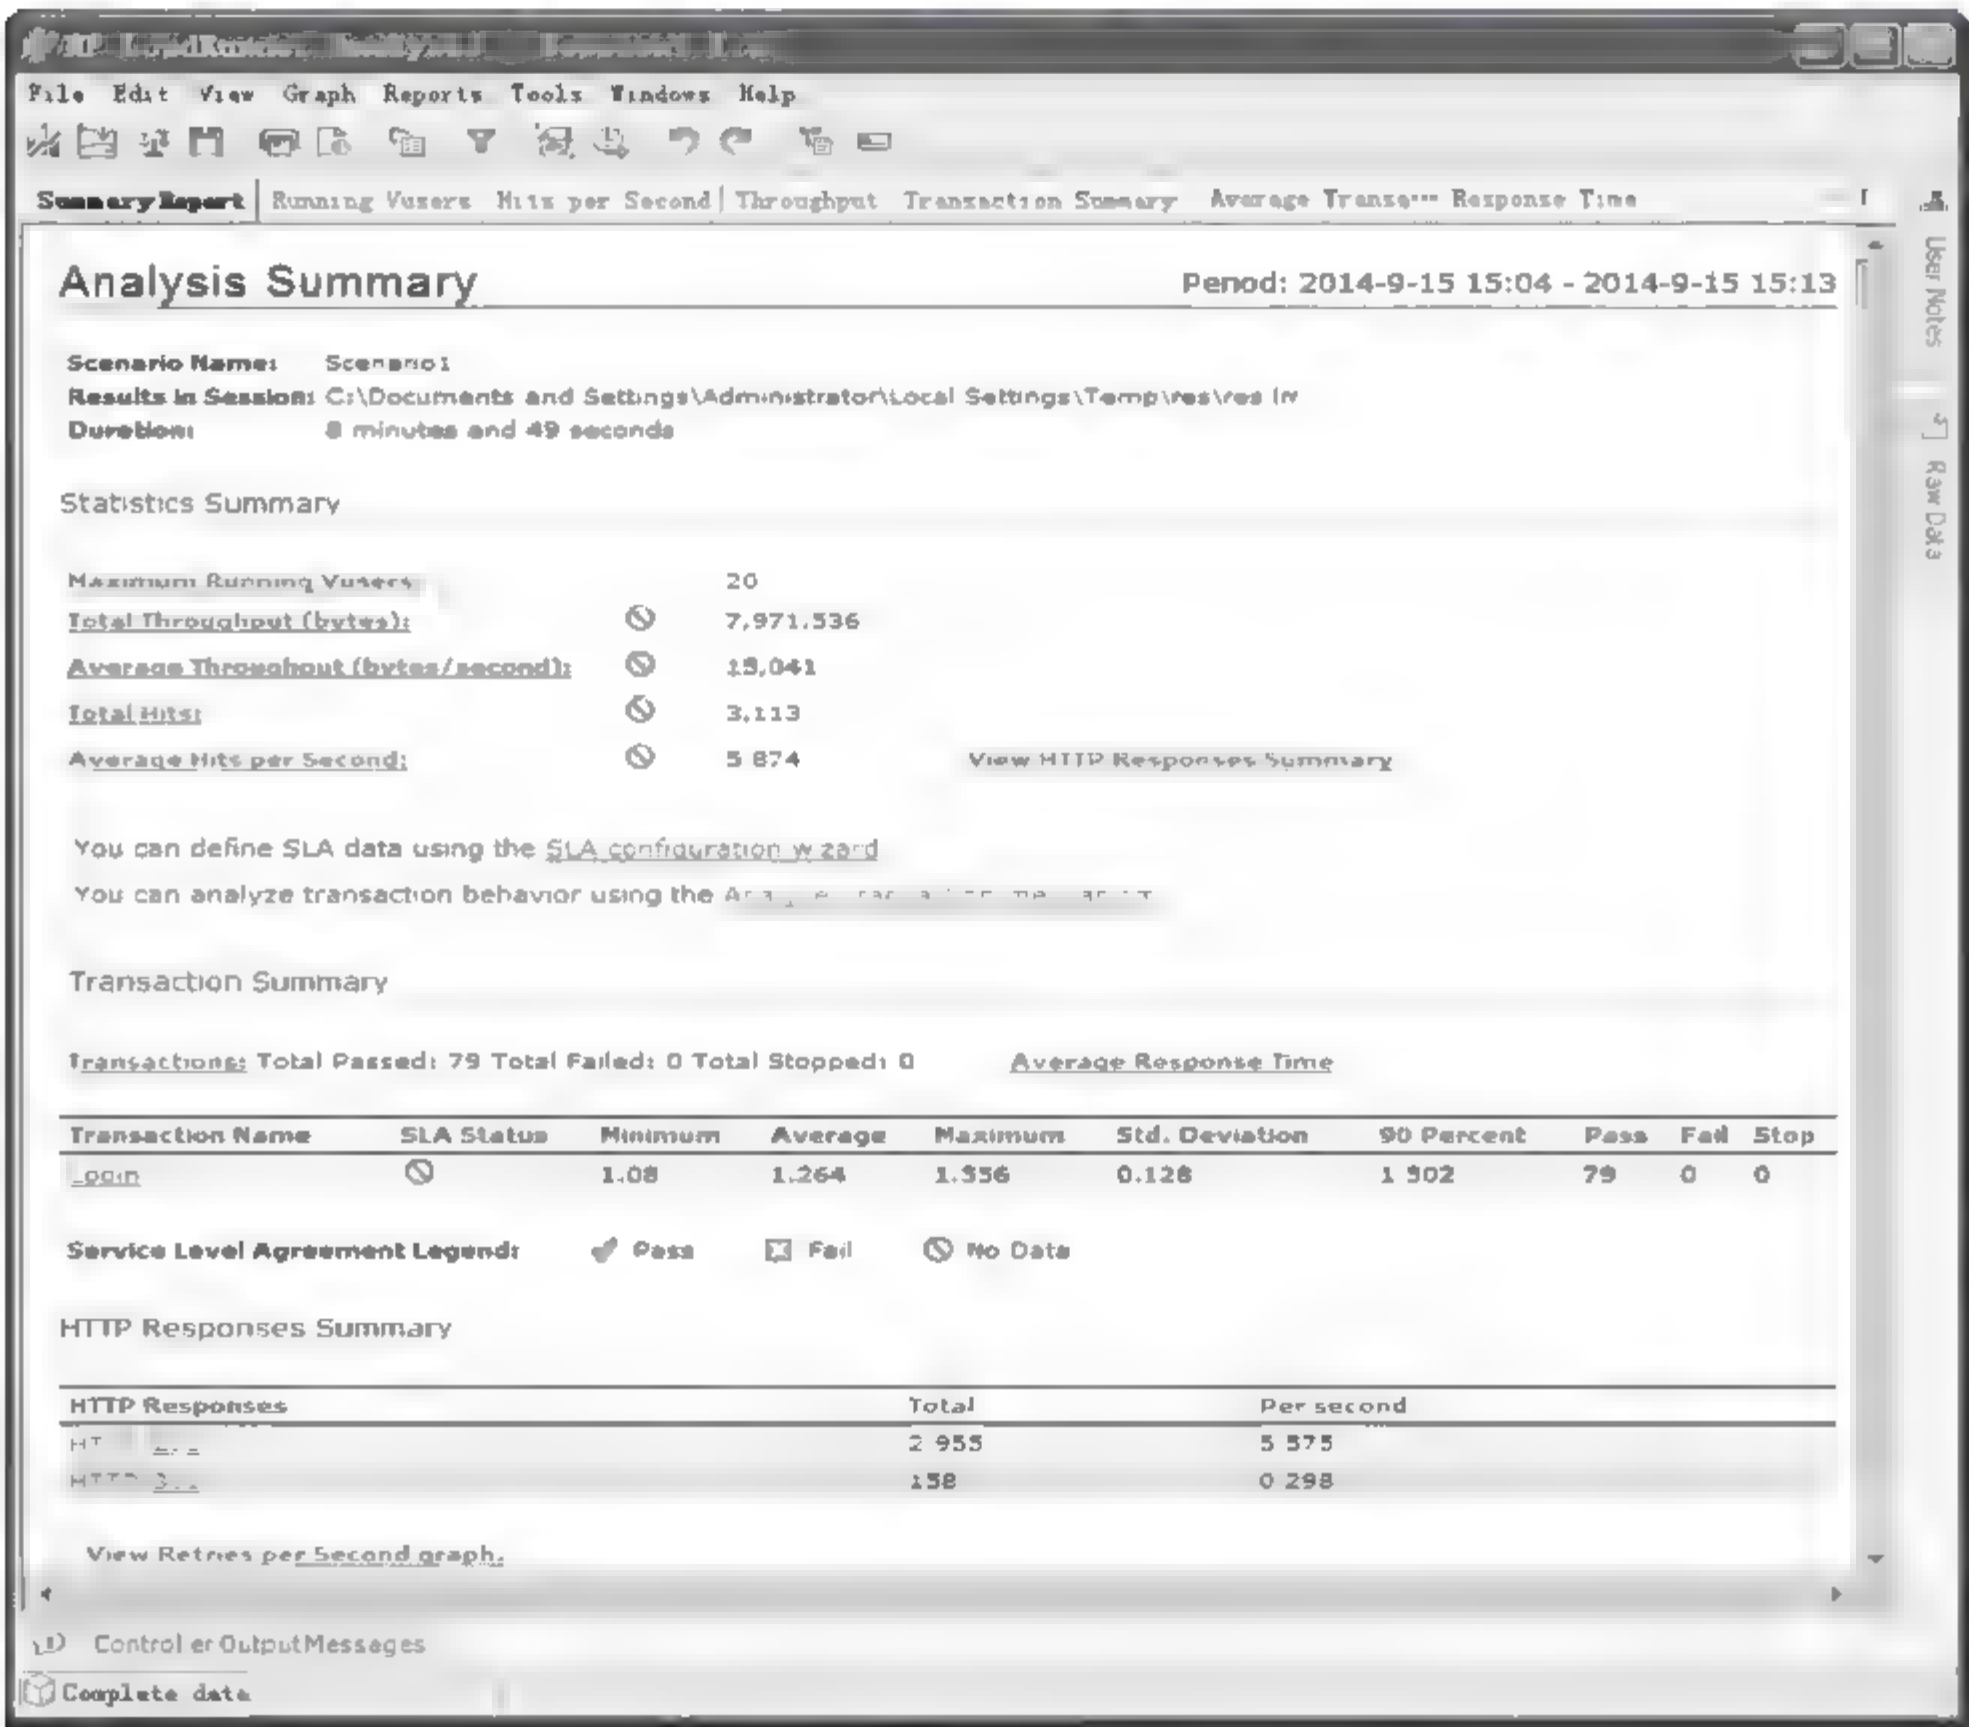 File Edit View Graph Reports Tools Windows Help
Summary Report Running Vusers Hits per Second Throughput Transaction Summary Average Transa... Response Time
Analysis Summary Period: 2014-9-15 15:04 - 2014-9-15 15:13
Scenario Name: Scenario1
Results in Session: C:\Documents and Settings\Administrator\Local Settings\Temp\res\res
Duration: 8 minutes and 49 seconds
Statistics Summary
Maximum Running Vusers 20
Total Throughput (bytes): 7,971,536
Average Throughput (bytes/second): 15,041
Total Hits: 3,113
Average Hits per Second: 5 874 View HTTP Responses Summary
You can define SLA data using the SLA configuration wizard
You can analyze transaction behavior using the
Transaction Summary
Transactions: Total Passed: 79 Total Failed: 0 Total Stopped: 0 Average Response Time
Transaction Name SLA Status Minimum Average Maximum Std. Deviation 90 Percent Pass Fail Stop
Login 1.08 1.264 1.556 0.128 1 502 79 0 0
Service Level Agreement Legend: Pass Fail No Data
HTTP Responses Summary
HTTP Responses Total Per second
2 955 5 575
158 0 298
View Retries per Second graph.
User Notes
Raw Data
Controller Output Messages
Complete data